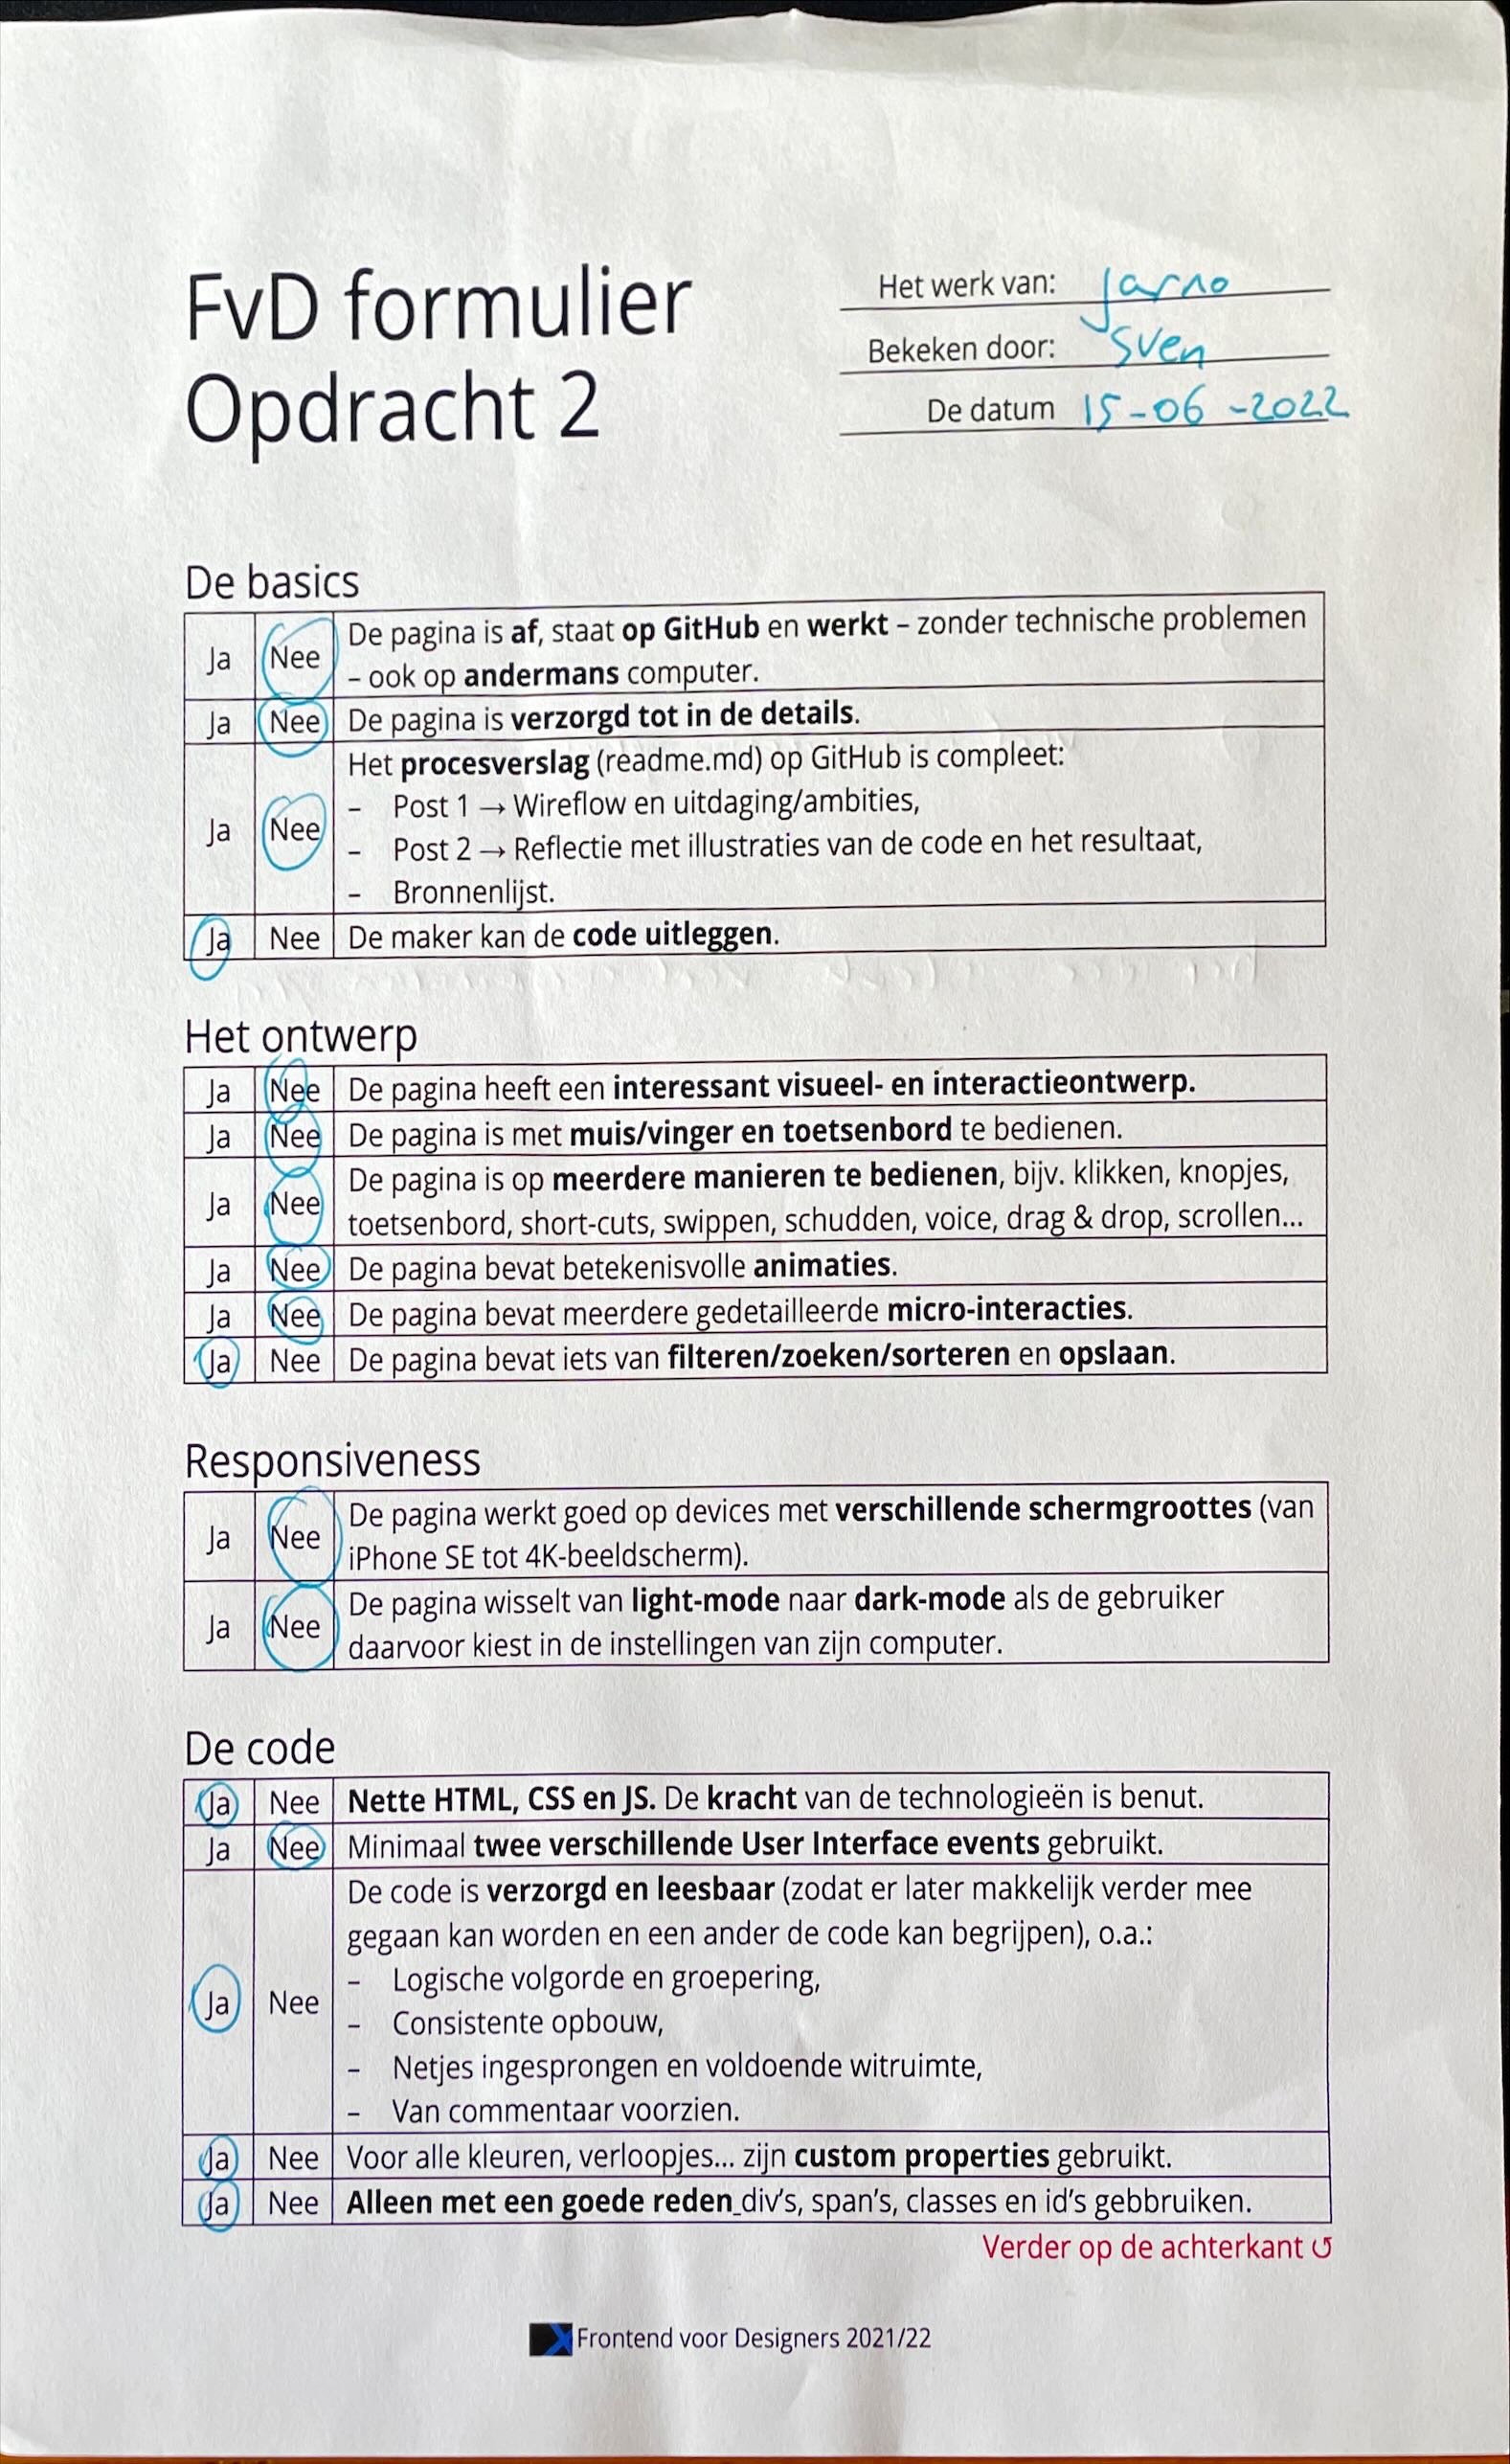 FvD formulier
Opdracht 2
Het werk van: Jarno
Bekeken door: Sven
De datum 15-06-2022
De basics
Ja Nee De pagina is af, staat op GitHub en werkt – zonder technische problemen
– ook op andermans computer.
Ja Nee De pagina is verzorgd tot in de details.
Het procesverslag (readme.md) op GitHub is compleet:
– Post 1 → Wireflow en uitdaging/ambities,
Ja Nee
– Post 2 → Reflectie met illustraties van de code en het resultaat,
– Bronnenlijst.
Ja Nee De maker kan de code uitleggen.
Het ontwerp
Ja Nee De pagina heeft een interessant visueel- en interactieontwerp.
Ja Nee De pagina is met muis/vinger en toetsenbord te bedienen.
Ja Nee De pagina is op meerdere manieren te bedienen, bijv. klikken, knopjes,
toetsenbord, short-cuts, swippen, schudden, voice, drag & drop, scrollen...
Ja Nee De pagina bevat betekenisvolle animaties.
Ja Nee De pagina bevat meerdere gedetailleerde micro-interacties.
Ja Nee De pagina bevat iets van filteren/zoeken/sorteren en opslaan.
Responsiveness
Ja Nee De pagina werkt goed op devices met verschillende schermgroottes (van
iPhone SE tot 4K-beeldscherm).
Ja Nee De pagina wisselt van light-mode naar dark-mode als de gebruiker
daarvoor kiest in de instellingen van zijn computer.
De code
Ja Nee Nette HTML, CSS en JS. De kracht van de technologieën is benut.
Ja Nee Minimaal twee verschillende User Interface events gebruikt.
De code is verzorgd en leesbaar (zodat er later makkelijk verder mee
gegaan kan worden en een ander de code kan begrijpen), o.a.:
– Logische volgorde en groepering,
Ja Nee
– Consistente opbouw,
– Netjes ingesprongen en voldoende witruimte,
– Van commentaar voorzien.
Ja Nee Voor alle kleuren, verloopjes... zijn custom properties gebruikt.
Ja Nee Alleen met een goede reden div's, span's, classes en id's gebbruiken.
Verder op de achterkant ↺
Frontend voor Designers 2021/22